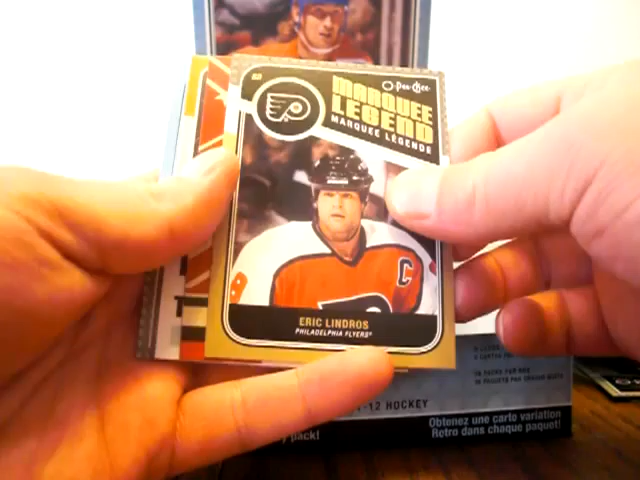 O-Pee-Chee
MARQUEE
LEGEND
MARQUEE LÉGENDE
C
ERIC LINDROS
PHILADELPHIA FLYERS
-12 HOCKEY
pack!
Obtenez une carte variation
Retro dans chaque paquet!